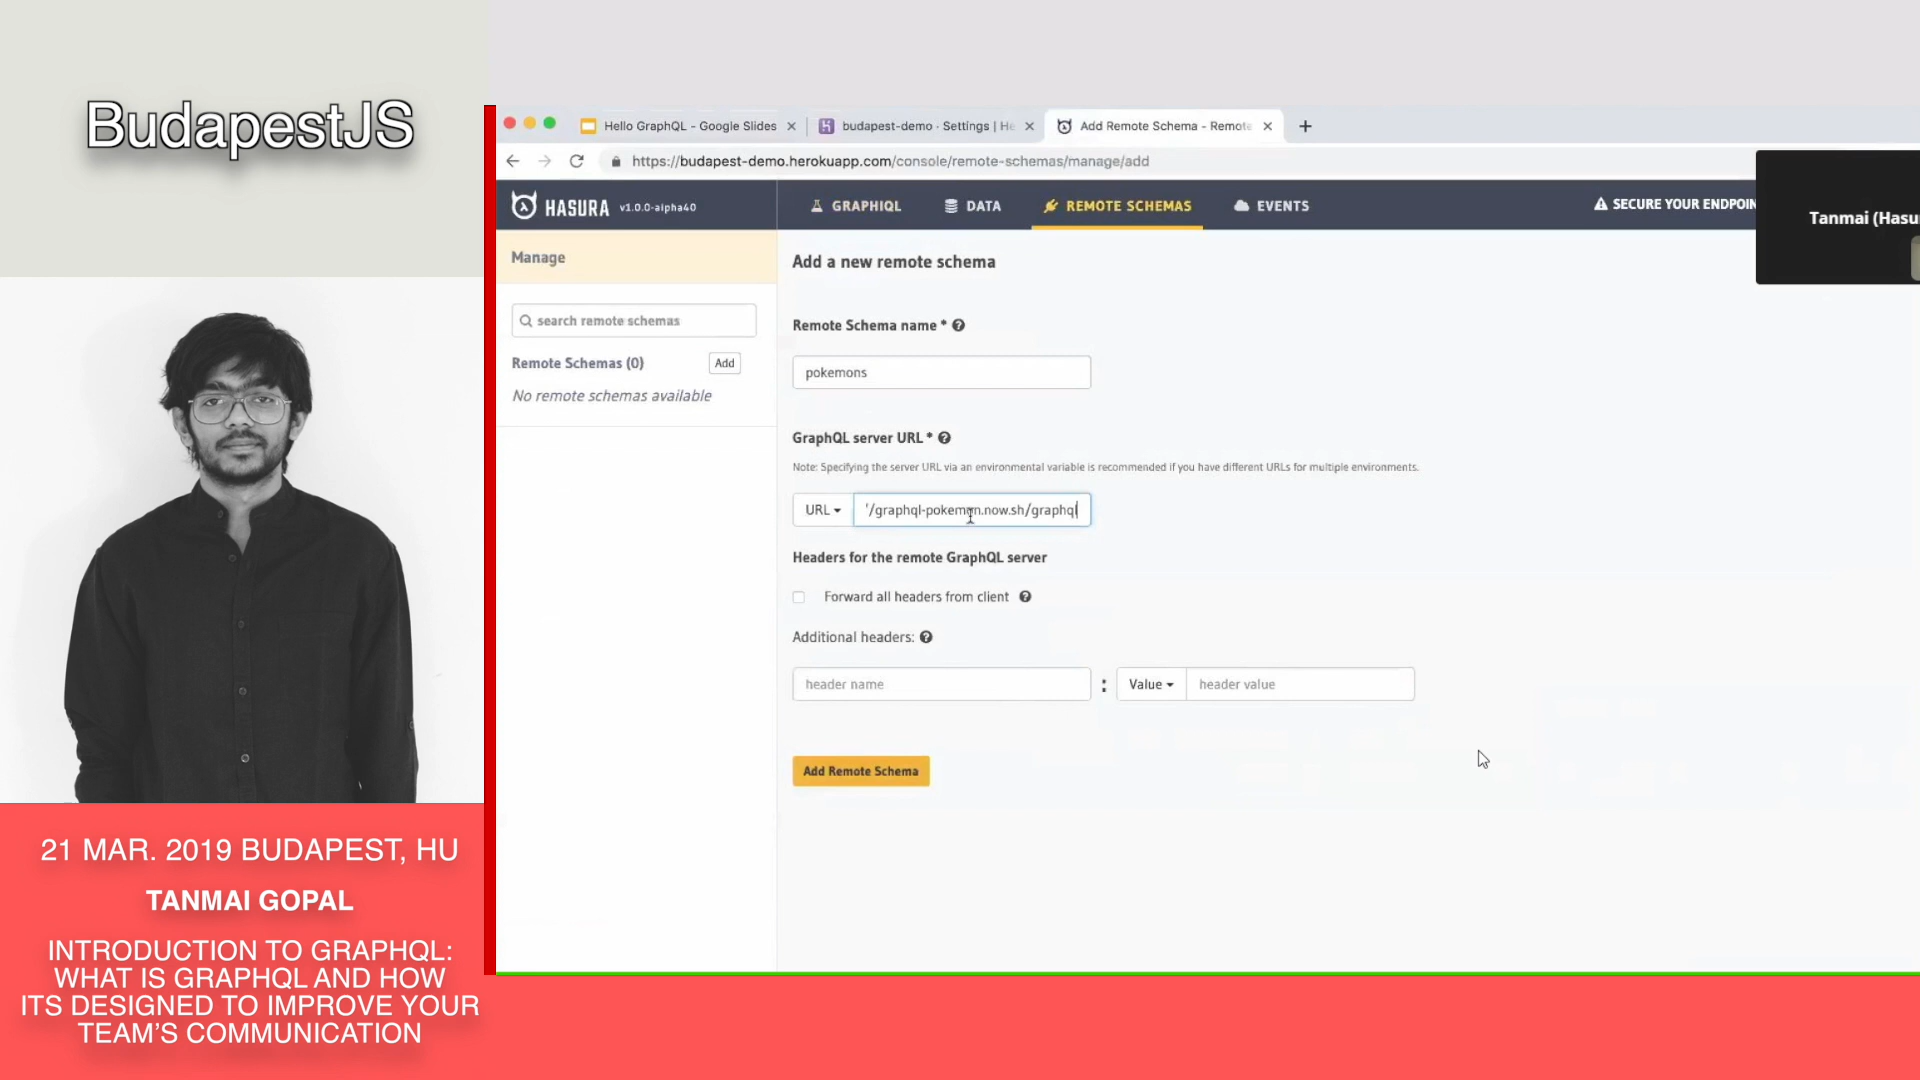 BudapestJS
21 MAR. 2019 BUDAPEST, HU
TANMAI GOPAL
INTRODUCTION TO GRAPHQL:
WHAT IS GRAPHQL AND HOW
ITS DESIGNED TO IMPROVE YOUR
TEAM'S COMMUNICATION
Hello GraphQL - Google Slides
budapest-demo · Settings | He
Add Remote Schema - Remote
https://budapest-demo.herokuapp.com/console/remote-schemas/manage/add
HASURA v1.0.0-alpha40
GRAPHIQL
DATA
REMOTE SCHEMAS
EVENTS
SECURE YOUR ENDPOIN
Tanmai (Hasu
Manage
search remote schemas
Remote Schemas (0)
Add
No remote schemas available
Add a new remote schema
Remote Schema name *
pokemons
GraphQL server URL *
Note: Specifying the server URL via an environmental variable is recommended if you have different URLs for multiple environments.
URL
/graphql-pokemon.now.sh/graphql
Headers for the remote GraphQL server
Forward all headers from client
Additional headers:
header name : Value header value
Add Remote Schema